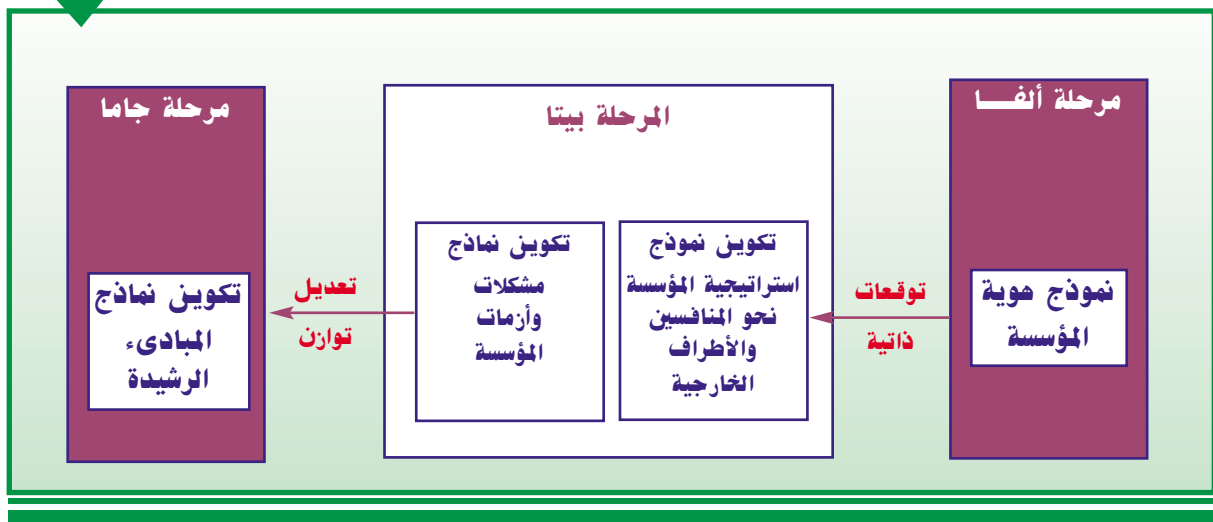 مرحلة ألفـــا
نموذج هوية
المؤسسة
توقعات
ذاتية
المرحلة بيتا
تكوين نموذج
استراتيجية المؤسسة
نحو المنافسين
والأطراف
الخارجية
تكوين نماذج
مشكلات
وأزمات
المؤسسة
تعديل
توازن
مرحلة جاما
تكوين نماذج
المبادىء
الرشيدة